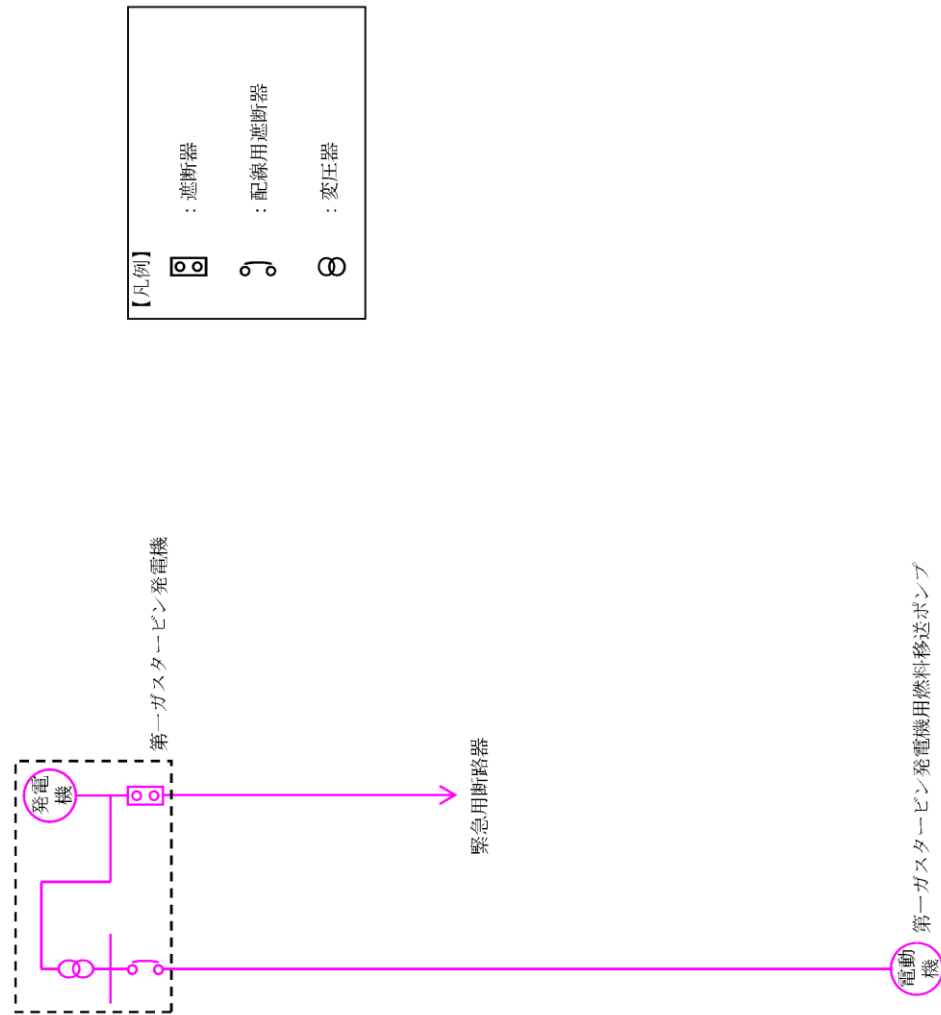 【凡例】
：遮断器
：配線用遮断器
：変圧器
発電
機
第一ガスタービン発電機
緊急用断路器
電動
機
第一ガスタービン発電機用燃料移送ポンプ